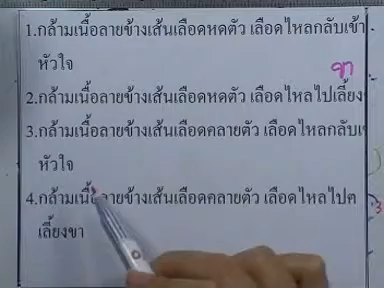 1.กล้ามเนื้อลายข้างเส้นเลือดหดตัว เลือดไหลกลับเข้า
หัวใจ
ขา
2.กล้ามเนื้อลายข้างเส้นเลือดหดตัว เลือดไหลไปเลี้ยง
3.กล้ามเนื้อลายข้างเส้นเลือดคลายตัว เลือดไหลกลับเ
หัวใจ
4.กล้ามเนื้อลายข้างเส้นเลือดคลายตัว เลือดไหลไป
เลี้ยงขา